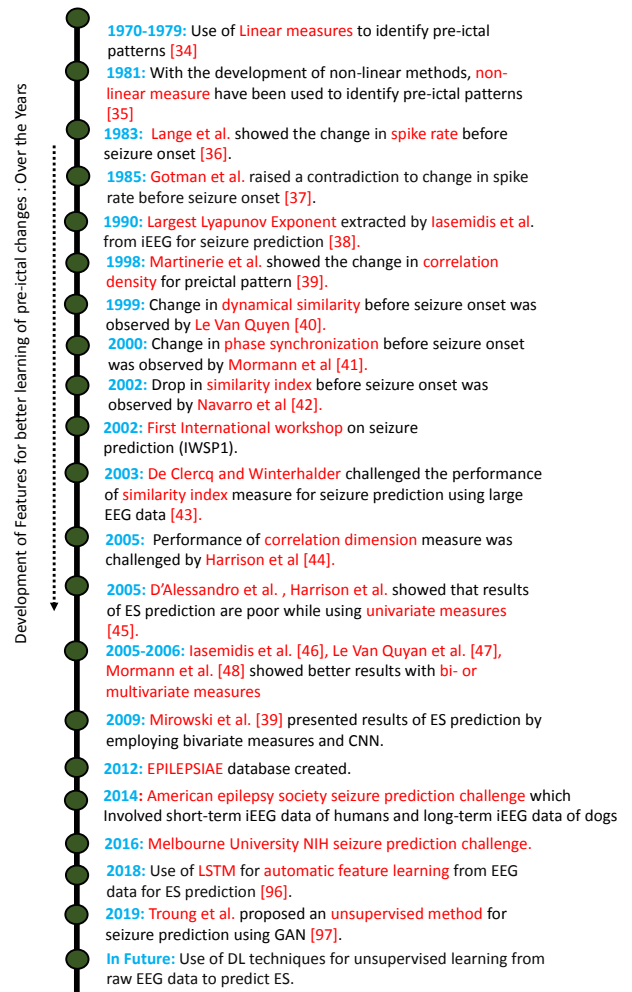 Development of Features for better learning of pre-ictal changes : Over the Years
1970-1979: Use of Linear measures to identify pre-ictal
patterns [34]
1981: With the development of non-linear methods, non-
linear measure have been used to identify pre-ictal patterns
[35]
1983: Lange et al. showed the change in spike rate before
seizure onset [36].
1985: Gotman et al. raised a contradiction to change in spike
rate before seizure onset [37].
1990: Largest Lyapunov Exponent extracted by Iasemidis et al.
from iEEG for seizure prediction [38].
1998: Martinerie et al. showed the change in correlation
density for preictal pattern [39].
1999: Change in dynamical similarity before seizure onset was
observed by Le Van Quyen [40].
2000: Change in phase synchronization before seizure onset
was observed by Mormann et al [41].
2002: Drop in similarity index before seizure onset was
observed by Navarro et al [42].
2002: First International workshop on seizure
prediction (IWSP1).
2003: De Clercq and Winterhalder challenged the performance
of similarity index measure for seizure prediction using large
EEG data [43].
2005: Performance of correlation dimension measure was
challenged by Harrison et al [44].
2005: D'Alessandro et al. , Harrison et al. showed that results
of ES prediction are poor while using univariate measures
[45].
2005-2006: Iasemidis et al. [46], Le Van Quyan et al. [47],
Mormann et al. [48] showed better results with bi- or
multivariate measures
2009: Mirowski et al. [39] presented results of ES prediction by
employing bivariate measures and CNN.
2012: EPILEPSIAE database created.
2014: American epilepsy society seizure prediction challenge which
Involved short-term iEEG data of humans and long-term iEEG data of dogs
2016: Melbourne University NIH seizure prediction challenge.
2018: Use of LSTM for automatic feature learning from EEG
data for ES prediction [96].
2019: Troung et al. proposed an unsupervised method for
seizure prediction using GAN [97].
In Future: Use of DL techniques for unsupervised learning from
raw EEG data to predict ES.